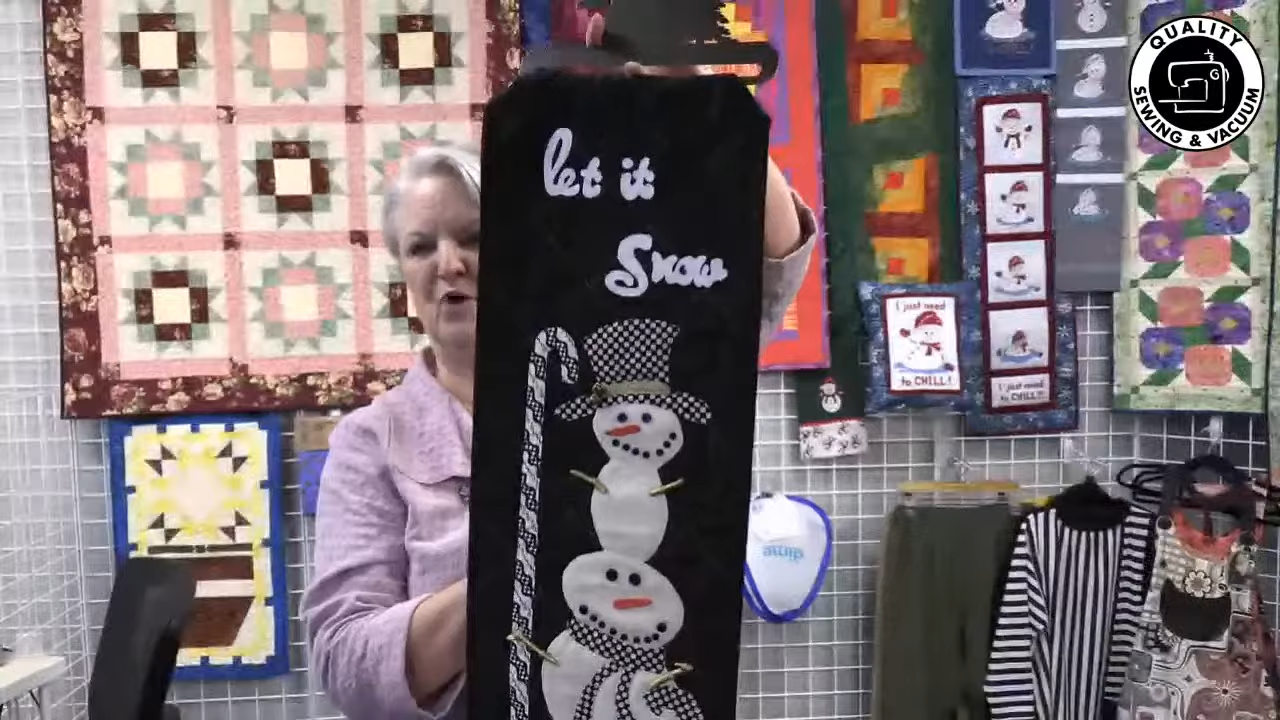 let it
Snow
QUALITY
SEWING & VACUUM
I just need
to CHILL!
I just need
to CHILL!!